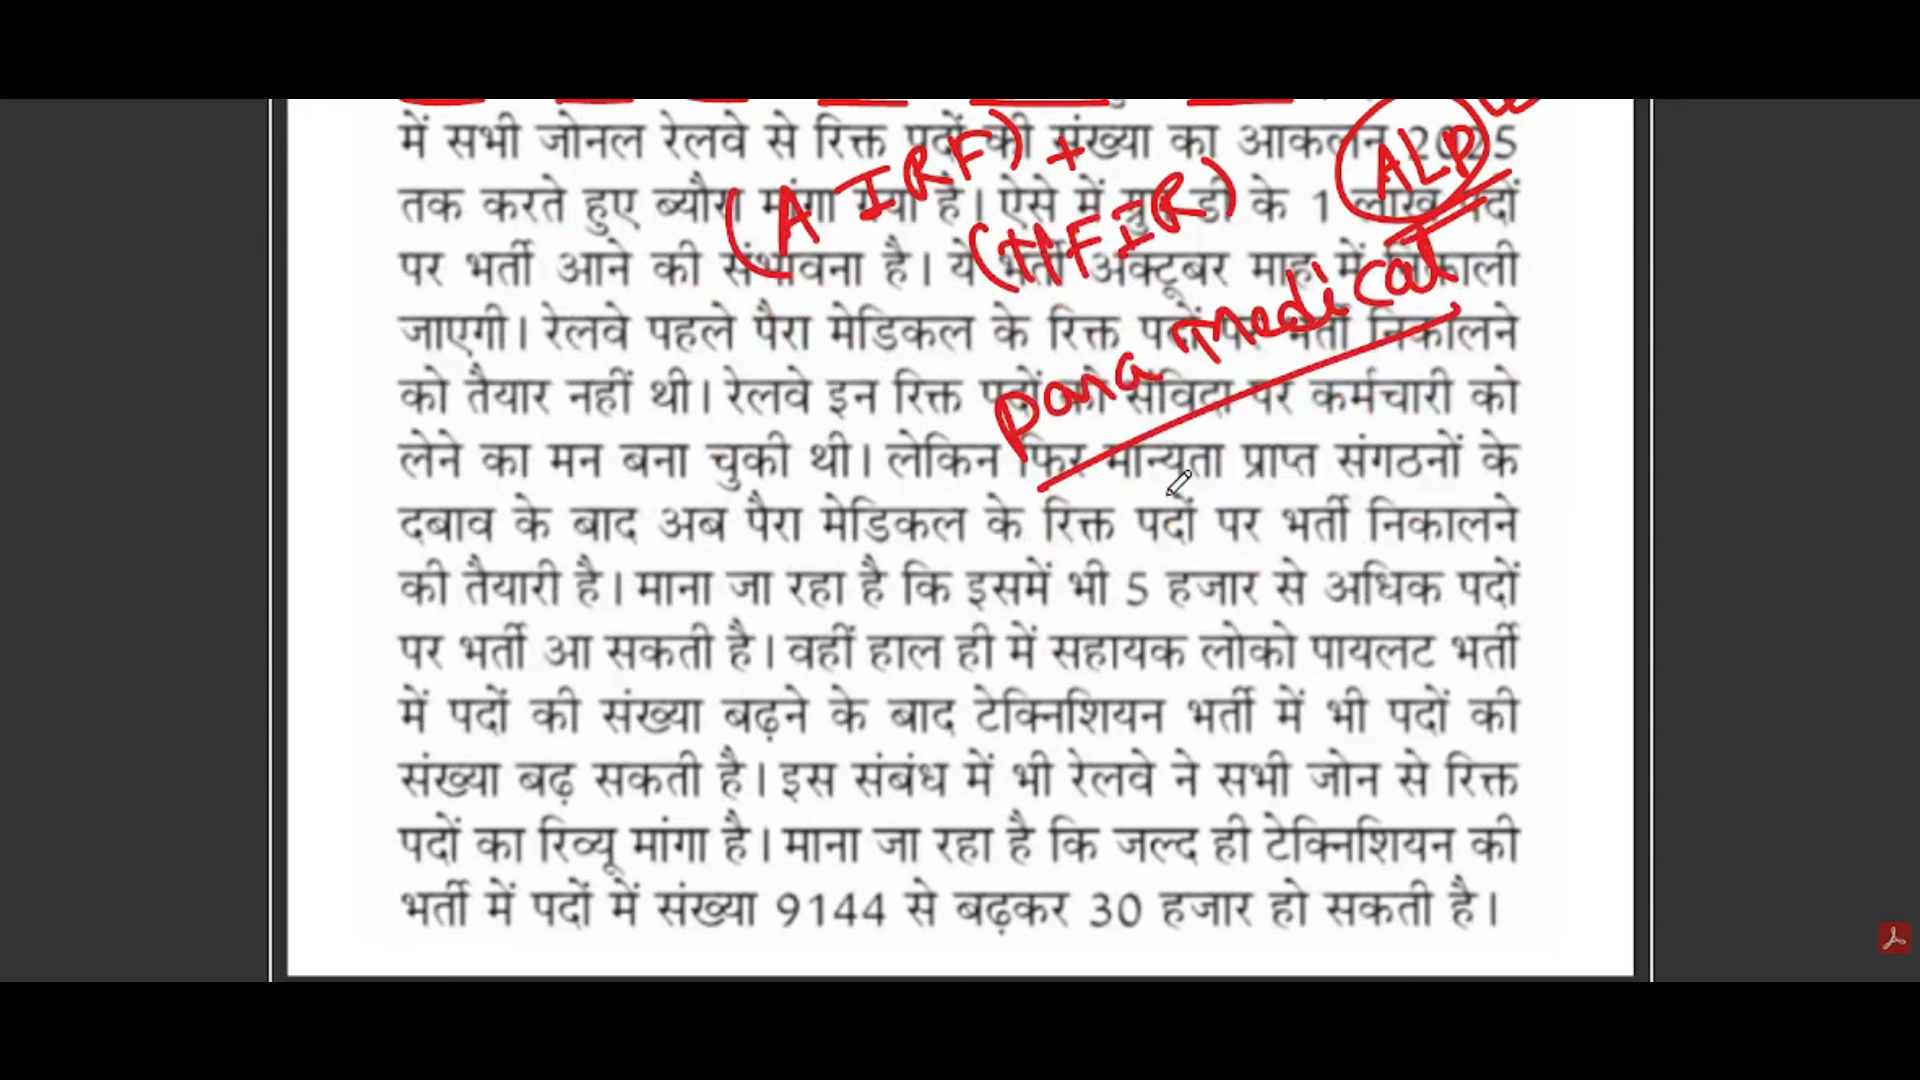 में सभी जोनल रेलवे से रिक्त पदों की संख्या का आकलन 2025
तक करते हुए ब्यौरा मांगा गया है। ऐसे में ग्रुप डी के 1 लाख पदों
पर भर्ती आने की संभावना है। ये भर्ती अक्टूबर माह में निकाली
जाएगी। रेलवे पहले पैरा मेडिकल के रिक्त पदों पर भर्ती निकालने
को तैयार नहीं थी। रेलवे इन रिक्त पदों को संविदा पर कर्मचारी को
लेने का मन बना चुकी थी। लेकिन फिर मान्यता प्राप्त संगठनों के
दबाव के बाद अब पैरा मेडिकल के रिक्त पदों पर भर्ती निकालने
की तैयारी है। माना जा रहा है कि इसमें भी 5 हजार से अधिक पदों
पर भर्ती आ सकती है। वहीं हाल ही में सहायक लोको पायलट भर्ती
में पदों की संख्या बढ़ने के बाद टेक्निशियन भर्ती में भी पदों की
संख्या बढ़ सकती है। इस संबंध में भी रेलवे ने सभी जोन से रिक्त
पदों का रिव्यू मांगा है। माना जा रहा है कि जल्द ही टेक्निशियन की
भर्ती में पदों में संख्या 9144 से बढ़कर 30 हजार हो सकती है।
(AIRF) +
(NFIR)
ALP
para medical